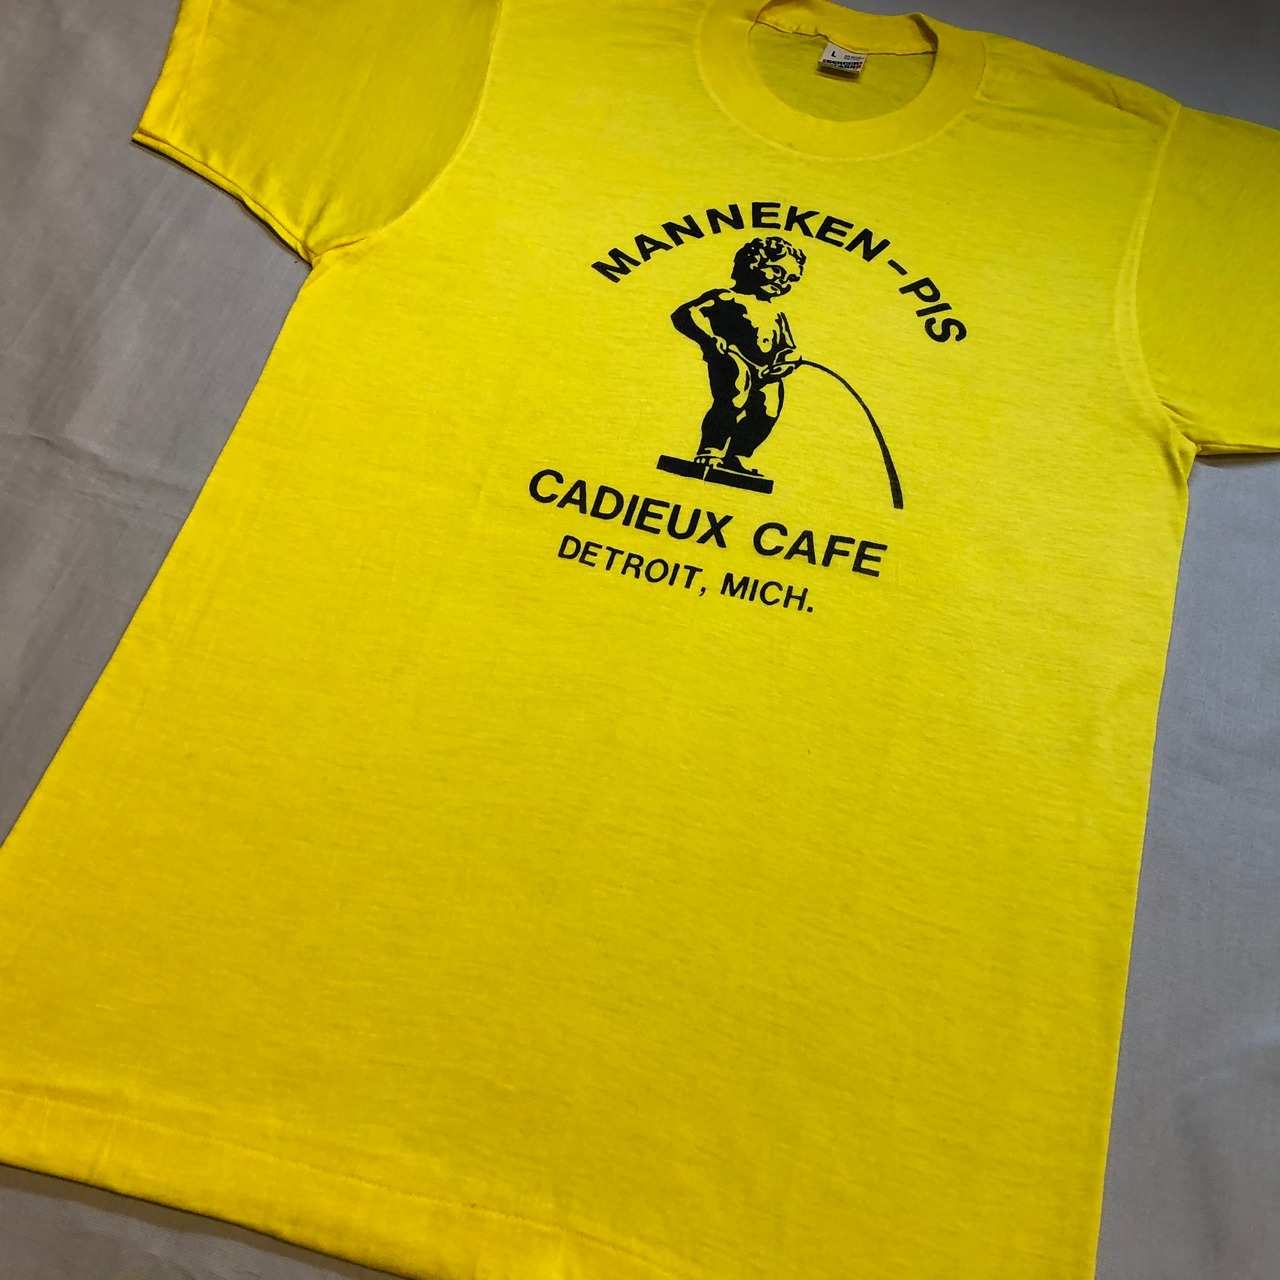 L
MANNEKEN-PIS
CADIEUX CAFE
DETROIT, MICH.